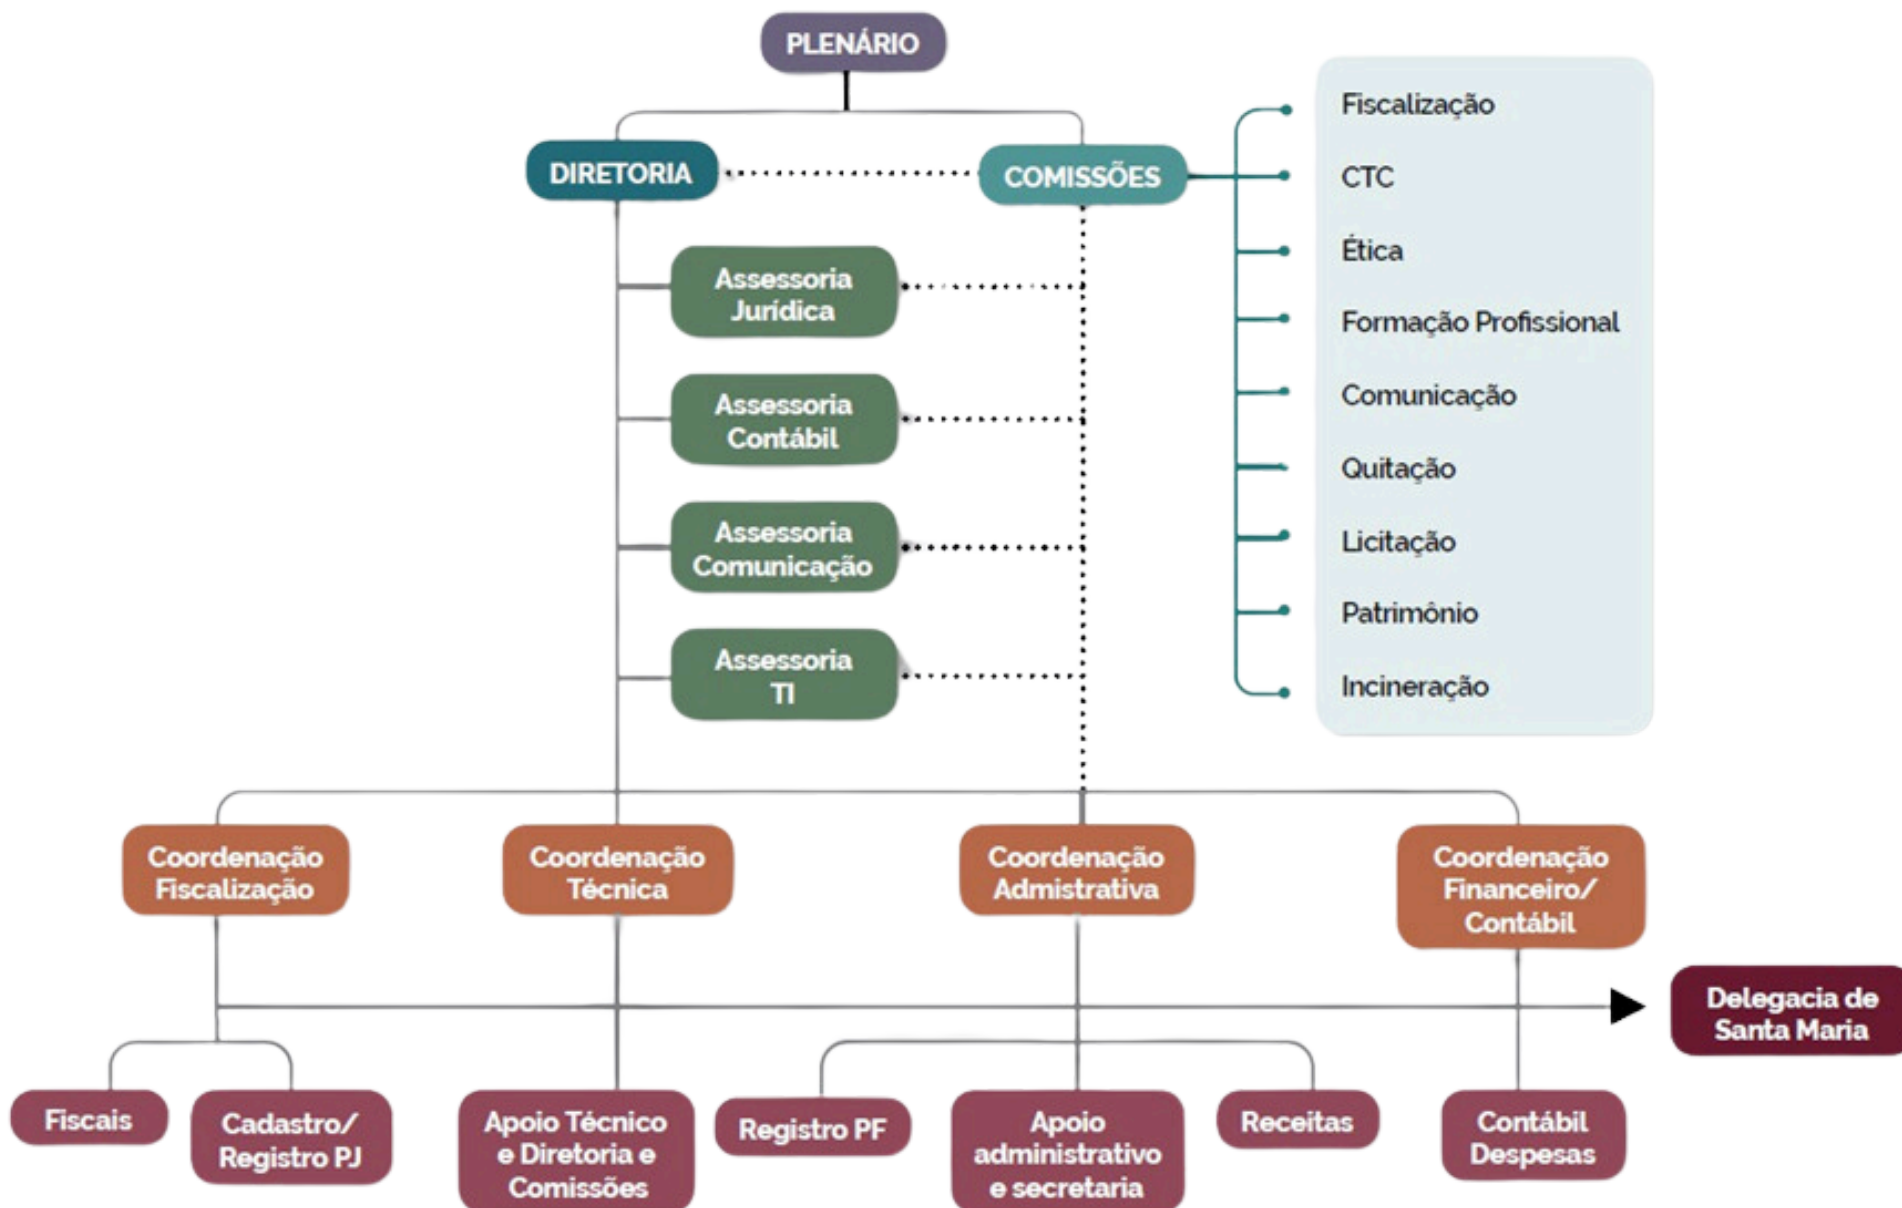 PLENÁRIO
DIRETORIA
COMISSÕES
Fiscalização
CTC
Ética
Formação Profissional
Comunicação
Quitação
Licitação
Patrimônio
Incineração
Assessoria
Jurídica
Assessoria
Contábil
Assessoria
Comunicação
Assessoria
TI
Coordenação
Fiscalização
Coordenação
Técnica
Coordenação
Admistrativa
Coordenação
Financeiro/
Contábil
Delegacia de
Santa Maria
Fiscais
Cadastro/
Registro PJ
Apoio Técnico
e Diretoria e
Comissões
Registro PF
Apoio
administrativo
e secretaria
Receitas
Contábil
Despesas